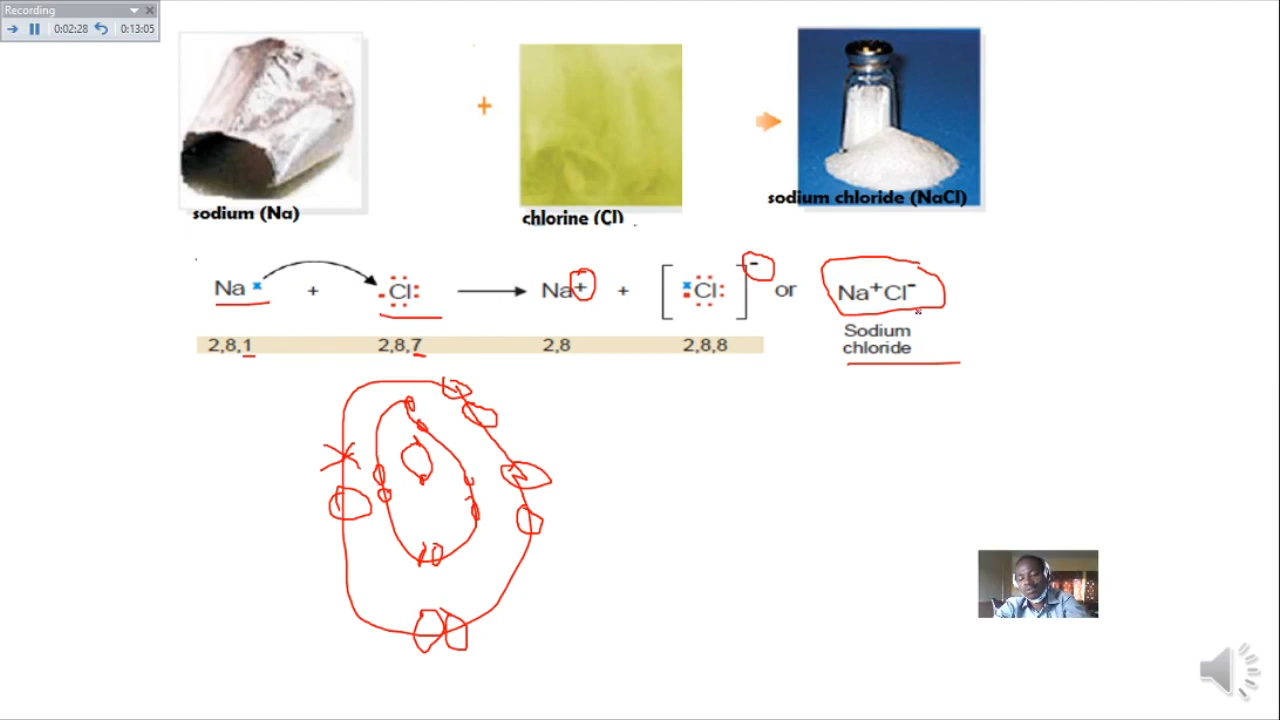 Recording
0:02:28 0:13:05
+
sodium (Na)
chlorine (Cl)
sodium chloride (NaCl)
Na × + Cl → Na+ + [×Cl]− or Na+Cl−
2,8,1 2,8,7 2,8 2,8,8
Sodium
chloride